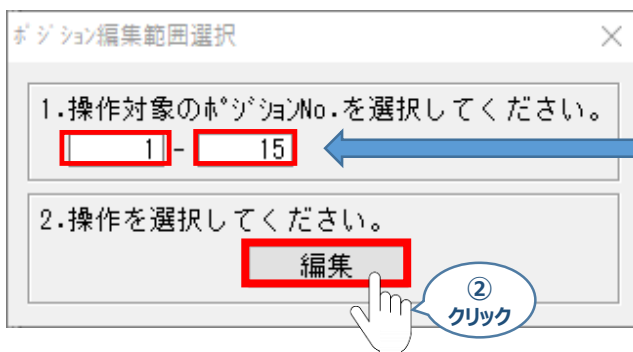 ポジション編集範囲選択
1.操作対象のポジションNo.を選択してください。
1 - 15
2.操作を選択してください。
編集
②
クリック